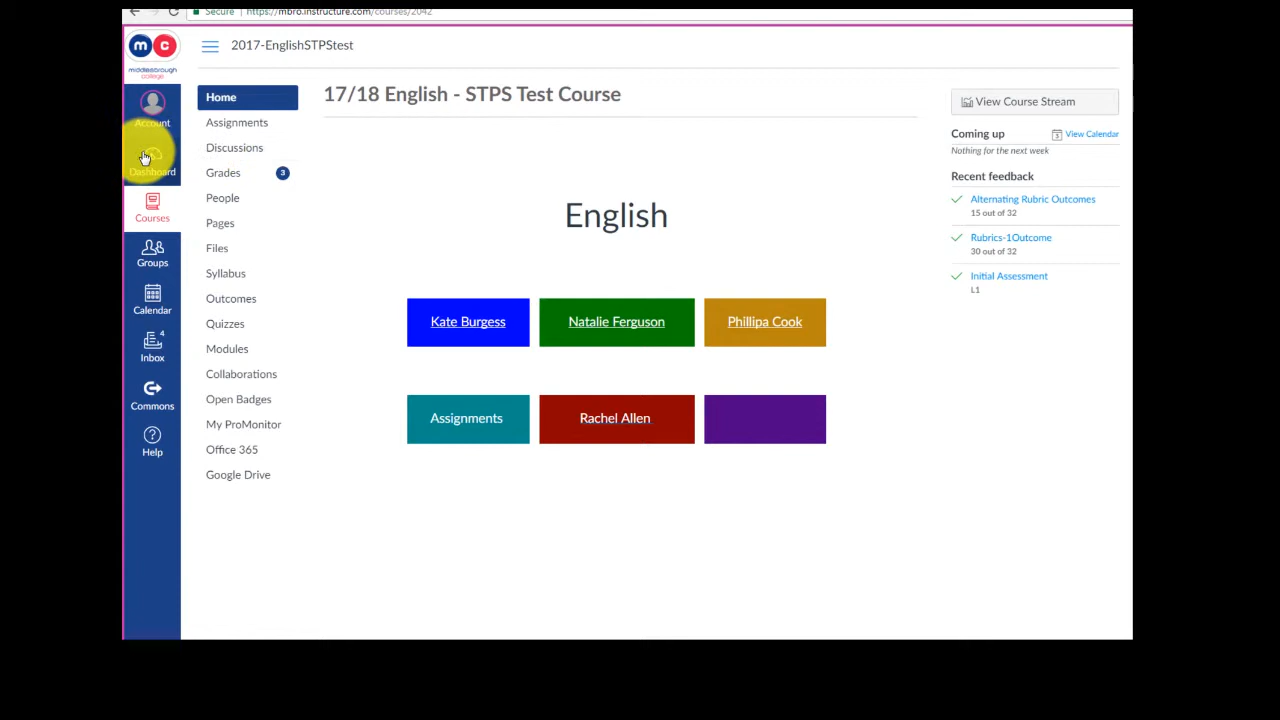 Secure
https://mbro.instructure.com/courses/2042
m c
middlesbrough
college
2017-EnglishSTPStest
Account
Dashboard
Courses
Groups
Calendar
4
Inbox
Commons
Help
Home
Assignments
Discussions
Grades 3
People
Pages
Files
Syllabus
Outcomes
Quizzes
Modules
Collaborations
Open Badges
My ProMonitor
Office 365
Google Drive
17/18 English - STPS Test Course
English
Kate Burgess
Natalie Ferguson
Phillipa Cook
Assignments
Rachel Allen
View Course Stream
Coming up
View Calendar
Nothing for the next week
Recent feedback
Alternating Rubric Outcomes
15 out of 32
Rubrics-1Outcome
30 out of 32
Initial Assessment
L1